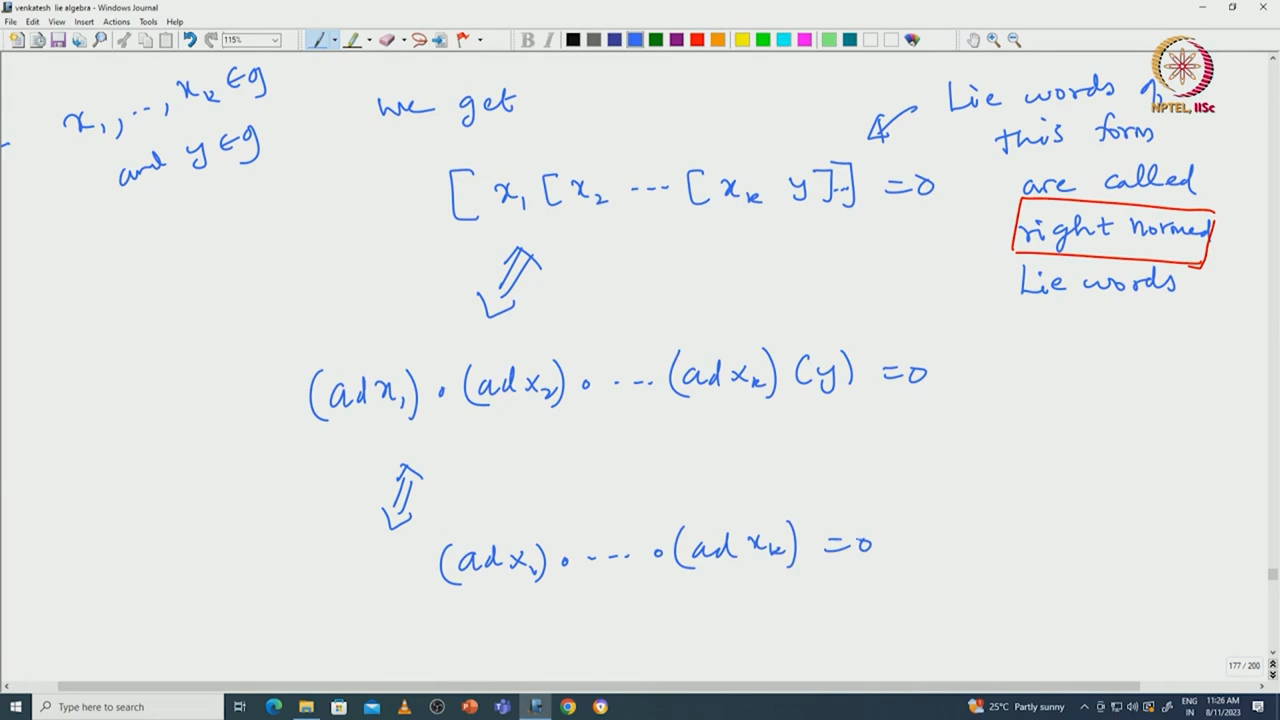 venkatesh lie algebra - Windows Journal
File Edit View Insert Actions Tools Help
115%
B I
NPTEL, IISc
x₁, ..., xₖ ∈ g
and y ∈ g
we get
[x₁ [x₂ --- [xₖ y]]..] = 0
Lie words of
this form
are called
right normed
Lie words
(ad x₁) ∘ (ad x₂) ∘ ... (ad xₖ) (y) = 0
(ad x₁) ∘ ---- ∘ (ad xₖ) = 0
177 / 200
Type here to search
25°C Partly sunny
ENG
IN
11:26 AM
8/11/2023